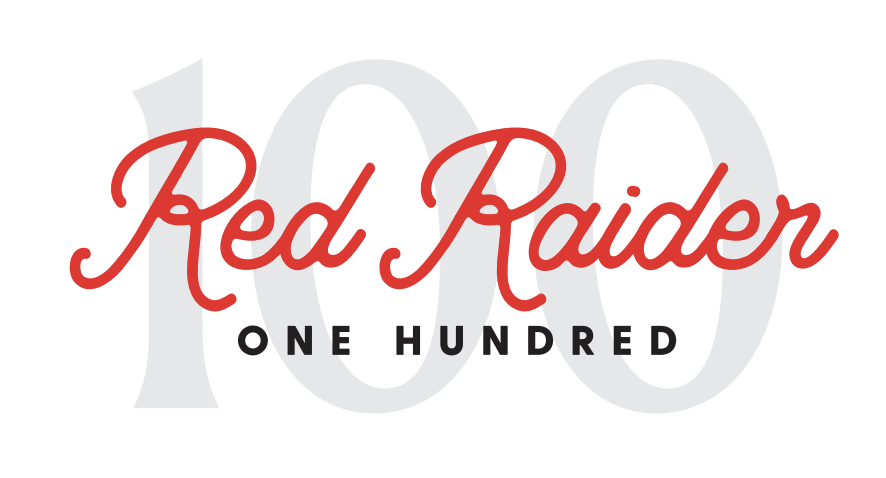 100
Red Raider
ONE HUNDRED